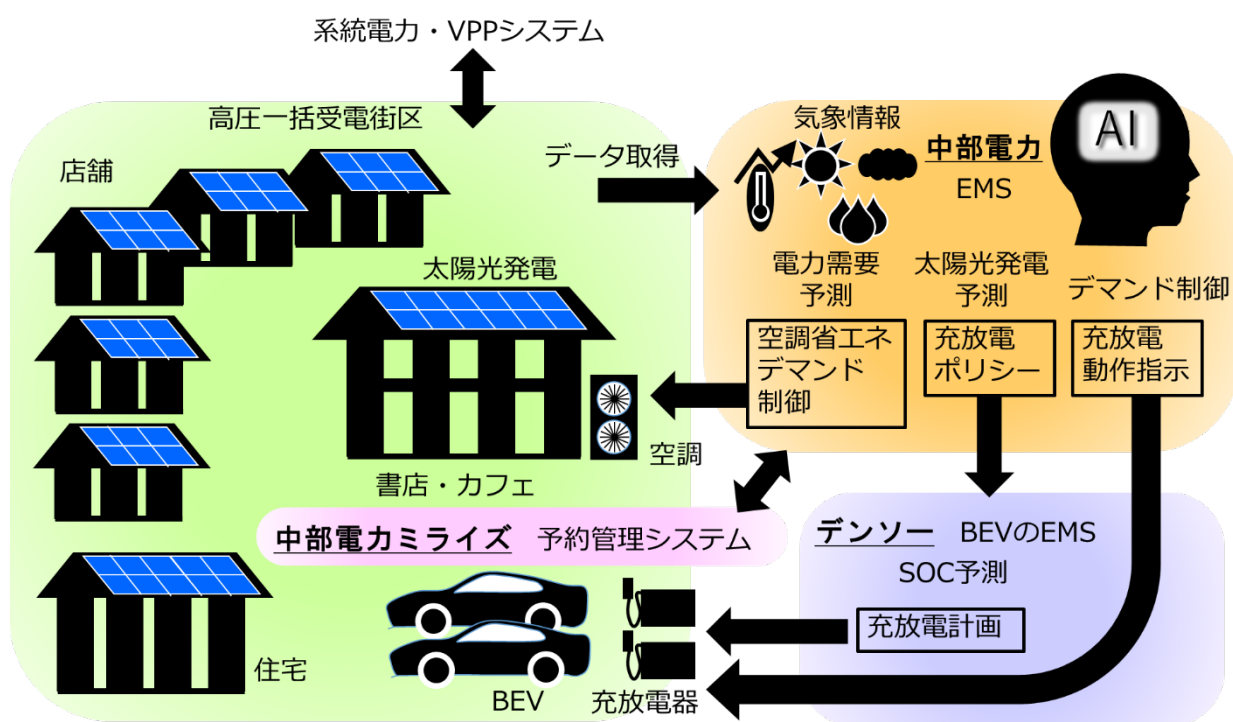 系統電力・VPPシステム
高圧一括受電街区
店舗
データ取得
気象情報
中部電力
EMS
AI
太陽光発電
電力需要
予測
太陽光発電
予測
デマンド制御
空調省エネ
デマンド
制御
充放電
ポリシー
充放電
動作指示
空調
書店・カフェ
中部電力ミライズ 予約管理システム
デンソー BEVのEMS
SOC予測
充放電計画
住宅
BEV
充放電器